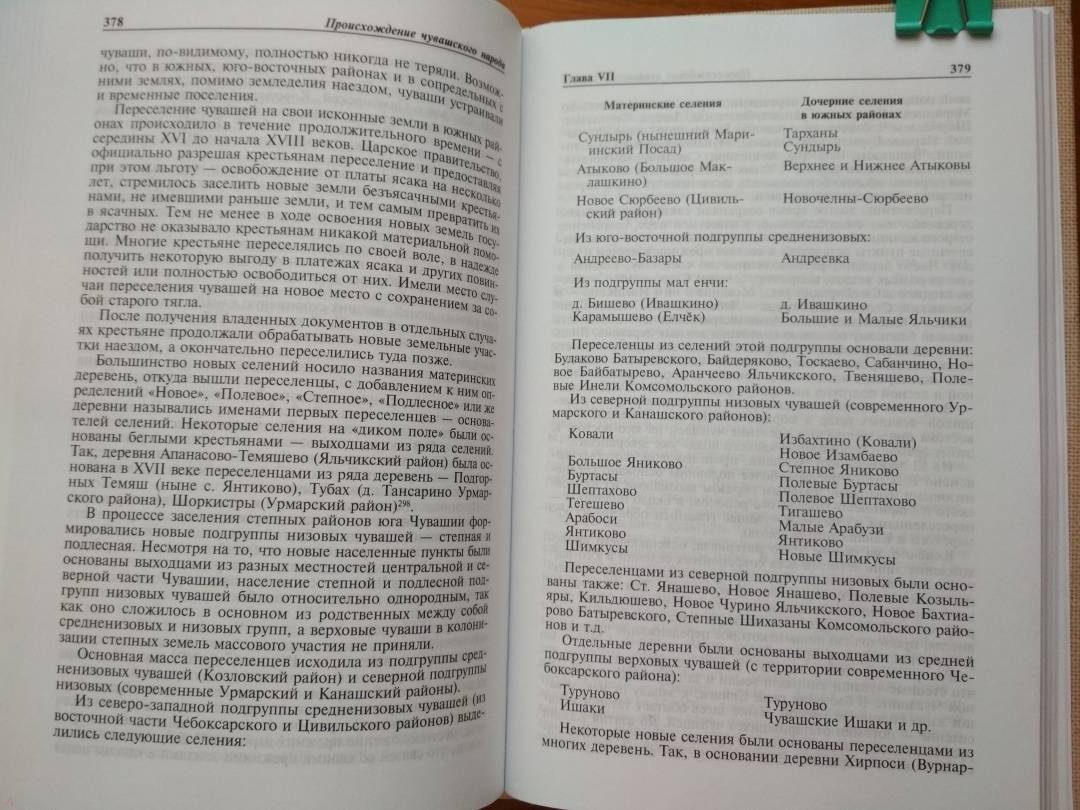 378 Происхождение чувашского народа
чуваши, по-видимому, полностью никогда не теряли. Возмож-
но, что в южных, юго-восточных районах и в сопредельных с
ними землях, помимо земледелия наездом, чуваши устраивали
и временные поселения.
Переселение чувашей на свои исконные земли в южных рай-
онах происходило в течение продолжительного времени — с
середины XVI до начала XVIII веков. Царское правительство,
официально разрешая крестьянам переселение и предоставляя
при этом льготу — освобождение от платы ясака на несколько
лет, стремилось заселить новые земли безъясачными крестья-
нами, не имевшими раньше земли, и тем самым превратить их
в ясачных. Тем не менее в ходе освоения новых земель госу-
дарство не оказывало крестьянам никакой материальной помо-
щи. Многие крестьяне переселялись по своей воле, в надежде
получить некоторую выгоду в платежах ясака и других повин-
ностей или полностью освободиться от них. Имели место слу-
чаи переселения чувашей на новое место с сохранением за со-
бой старого тягла.
После получения владенных документов в отдельных случа-
ях крестьяне продолжали обрабатывать новые земельные учас-
тки наездом, а окончательно переселились туда позже.
Большинство новых селений носило названия материнских
деревень, откуда вышли переселенцы, с добавлением к ним оп-
ределений «Новое», «Полевое», «Степное», «Подлесное» или же
деревни назывались именами первых переселенцев — основа-
телей селений. Некоторые селения на «диком поле» были ос-
нованы беглыми крестьянами — выходцами из ряда селений.
Так, деревня Апанасово-Темяшево (Яльчикский район) была ос-
нована в XVII веке переселенцами из ряда деревень — Подгор-
ных Темяш (ныне с. Янтиково), Тубах (д. Тансарино Урмар-
ского района), Шоркистры (Урмарский район)²⁹⁸.
В процессе заселения степных районов юга Чувашии фор-
мировались новые подгруппы низовых чувашей — степная и
подлесная. Несмотря на то, что новые населенные пункты были
основаны выходцами из разных местностей центральной и се-
верной части Чувашии, население степной и подлесной под-
групп низовых чувашей было относительно однородным, так
как оно сложилось в основном из родственных между собой
средненизовых и низовых групп, а верховые чуваши в колони-
зации степных земель массового участия не приняли.
Основная масса переселенцев исходила из подгруппы сред-
ненизовых чувашей (Козловский район) и северной подгруппы
низовых (современные Урмарский и Канашский районы).
Из северо-западной подгруппы средненизовых чувашей (из
восточной части Чебоксарского и Цивильского районов) выде-
лились следующие селения:
Глава VII 379
Материнские селения Дочерние селения
в южных районах
Сундырь (нынешний Мари- Тарханы
инский Посад) Сундырь
Атыково (Большое Мак- Верхнее и Нижнее Атыковы
лашкино)
Новое Сюрбеево (Цивиль- Новочелны-Сюрбеево
ский район)
Из юго-восточной подгруппы средненизовых:
Андреево-Базары Андреевка
Из подгруппы мал енчи:
д. Бишево (Ивашкино) д. Ивашкино
Карамышево (Елчӗк) Большие и Малые Яльчики
Переселенцы из селений этой подгруппы основали деревни:
Булаково Батыревского, Байдеряково, Тоскаево, Сабанчино, Но-
вое Байбатырево, Аранчеево Яльчикского, Твеняшево, Поле-
вые Инели Комсомольского районов.
Из северной подгруппы низовых чувашей (современного Ур-
марского и Канашского районов):
Ковали Избахтино (Ковали)
Новое Изамбаево
Большое Яниково Степное Яниково
Буртасы Полевые Буртасы
Шептахово Полевое Шептахово
Тегешево Тигашево
Арабоси Малые Арабузи
Янтиково Янтиково
Шимкусы Новые Шимкусы
Переселенцами из северной подгруппы низовых были осно-
ваны также: Ст. Янашево, Новое Янашево, Полевые Козыль-
яры, Кильдюшево, Новое Чурино Яльчикского, Новое Бахтиа-
рово Батыревского, Степные Шихазаны Комсомольского райо-
нов и т.д.
Отдельные деревни были основаны выходцами из средней
подгруппы верховых чувашей (с территории современного Че-
боксарского района):
Туруново Туруново
Ишаки Чувашские Ишаки и др.
Некоторые новые селения были основаны переселенцами из
многих деревень. Так, в основании деревни Хирпоси (Вурнар-